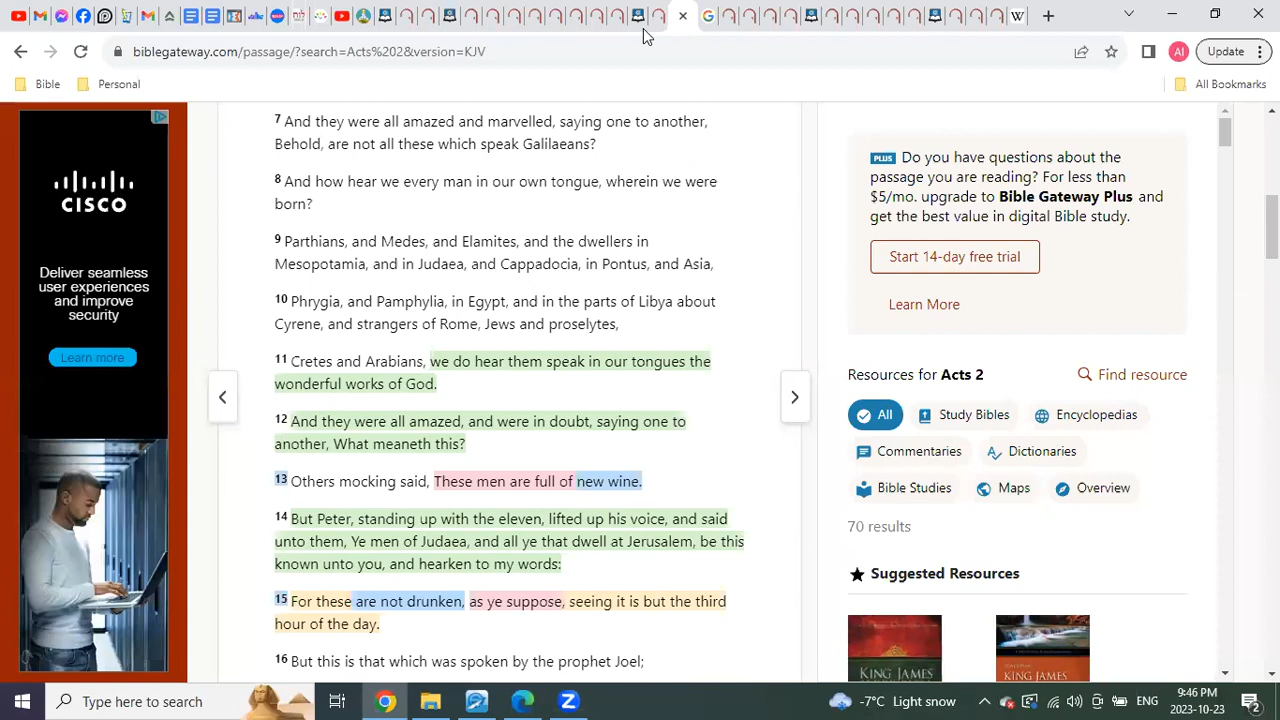 biblegateway.com/passage/?search=Acts%202&version=KJV
AI
Update
Bible
Personal
All Bookmarks
CISCO
Deliver seamless
user experiences
and improve
security
Learn more
7 And they were all amazed and marvelled, saying one to another,
Behold, are not all these which speak Galilaeans?
8 And how hear we every man in our own tongue, wherein we were
born?
9 Parthians, and Medes, and Elamites, and the dwellers in
Mesopotamia, and in Judaea, and Cappadocia, in Pontus, and Asia,
10 Phrygia, and Pamphylia, in Egypt, and in the parts of Libya about
Cyrene, and strangers of Rome, Jews and proselytes,
11 Cretes and Arabians, we do hear them speak in our tongues the
wonderful works of God.
12 And they were all amazed, and were in doubt, saying one to
another, What meaneth this?
13 Others mocking said, These men are full of new wine.
14 But Peter, standing up with the eleven, lifted up his voice, and said
unto them, Ye men of Judaea, and all ye that dwell at Jerusalem, be this
known unto you, and hearken to my words:
15 For these are not drunken, as ye suppose, seeing it is but the third
hour of the day.
16 But this is that which was spoken by the prophet Joel;
PLUS Do you have questions about the
passage you are reading? For less than
$5/mo. upgrade to Bible Gateway Plus and
get the best value in digital Bible study.
Start 14-day free trial
Learn More
Resources for Acts 2
Find resource
All
Study Bibles
Encyclopedias
Commentaries
Dictionaries
Bible Studies
Maps
Overview
70 results
Suggested Resources
KING JAMES
KING JAMES
Type here to search
-7°C Light snow
ENG
9:46 PM
2023-10-23
2